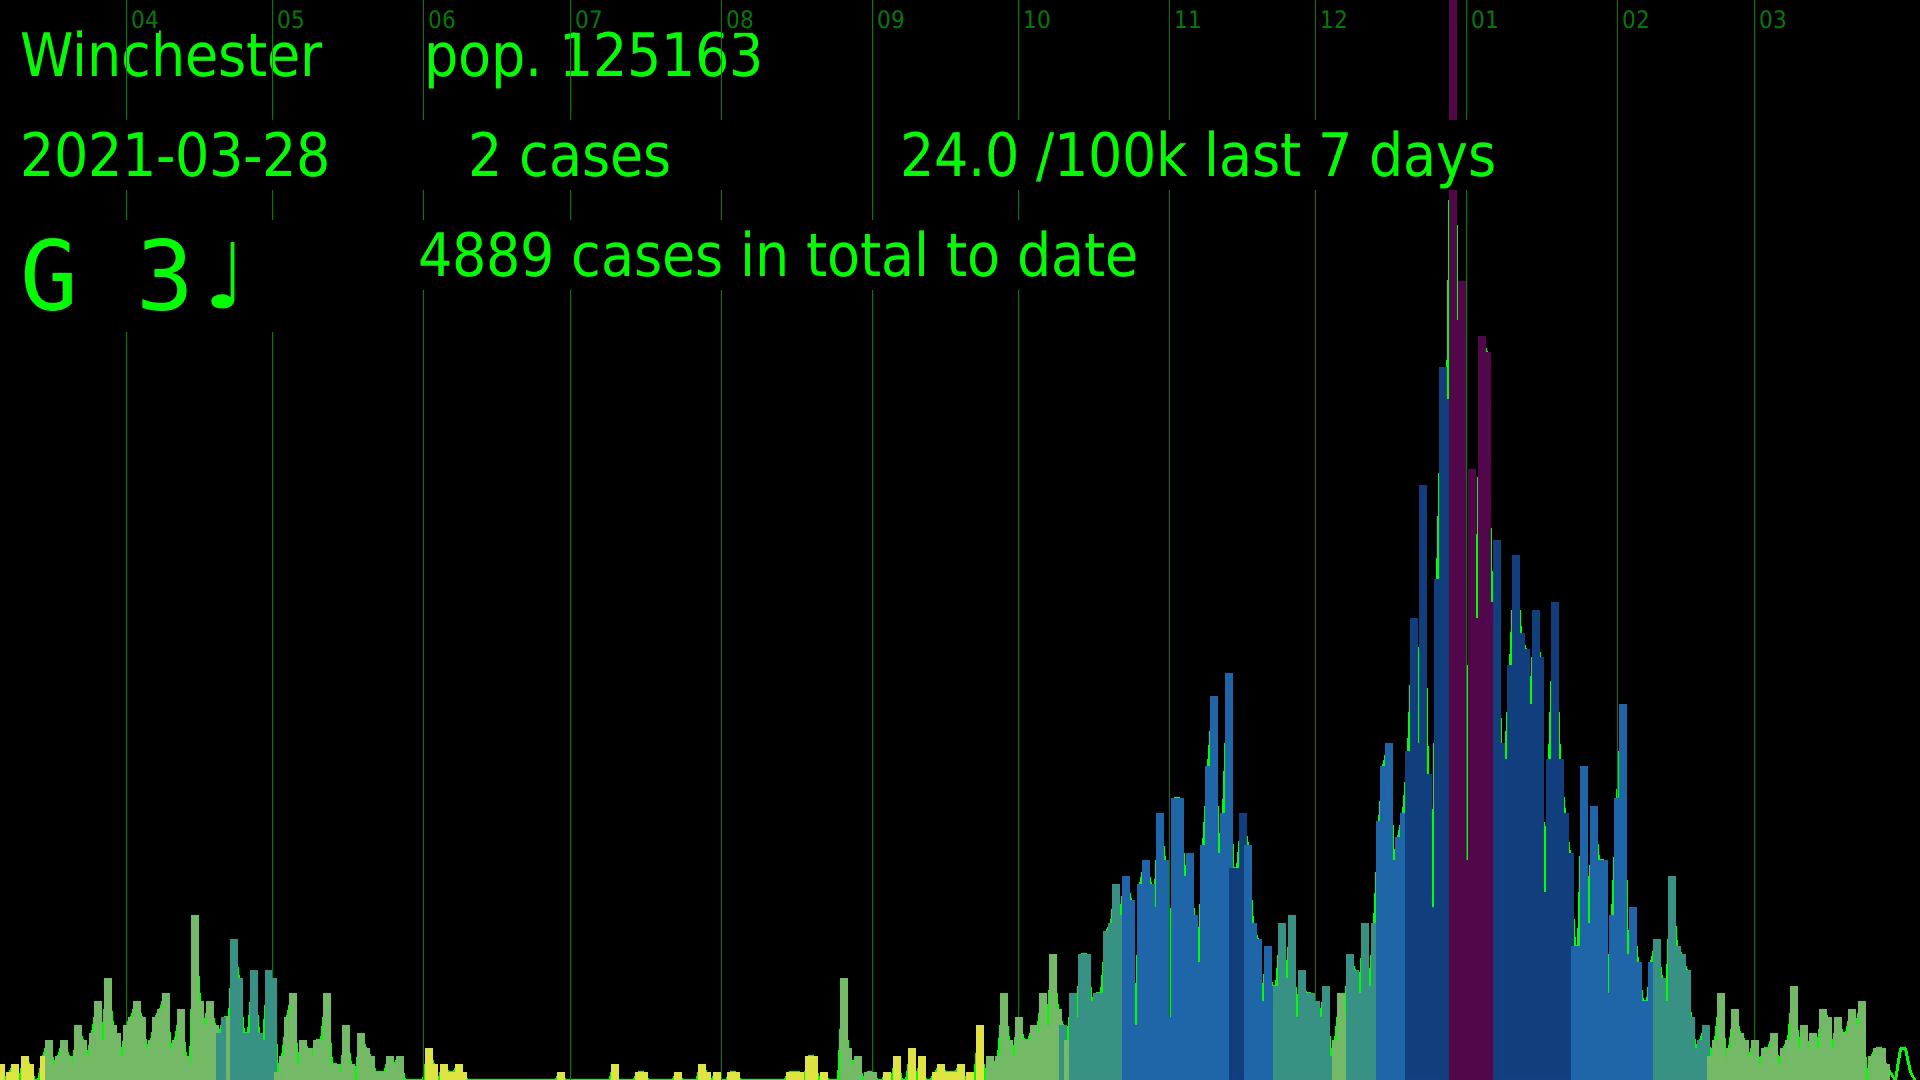 04 05 06 07 08 09 10 11 12 01 02 03
Winchester pop. 125163
2021-03-28 2 cases 24.0 /100k last 7 days
G 3♩ 4889 cases in total to date